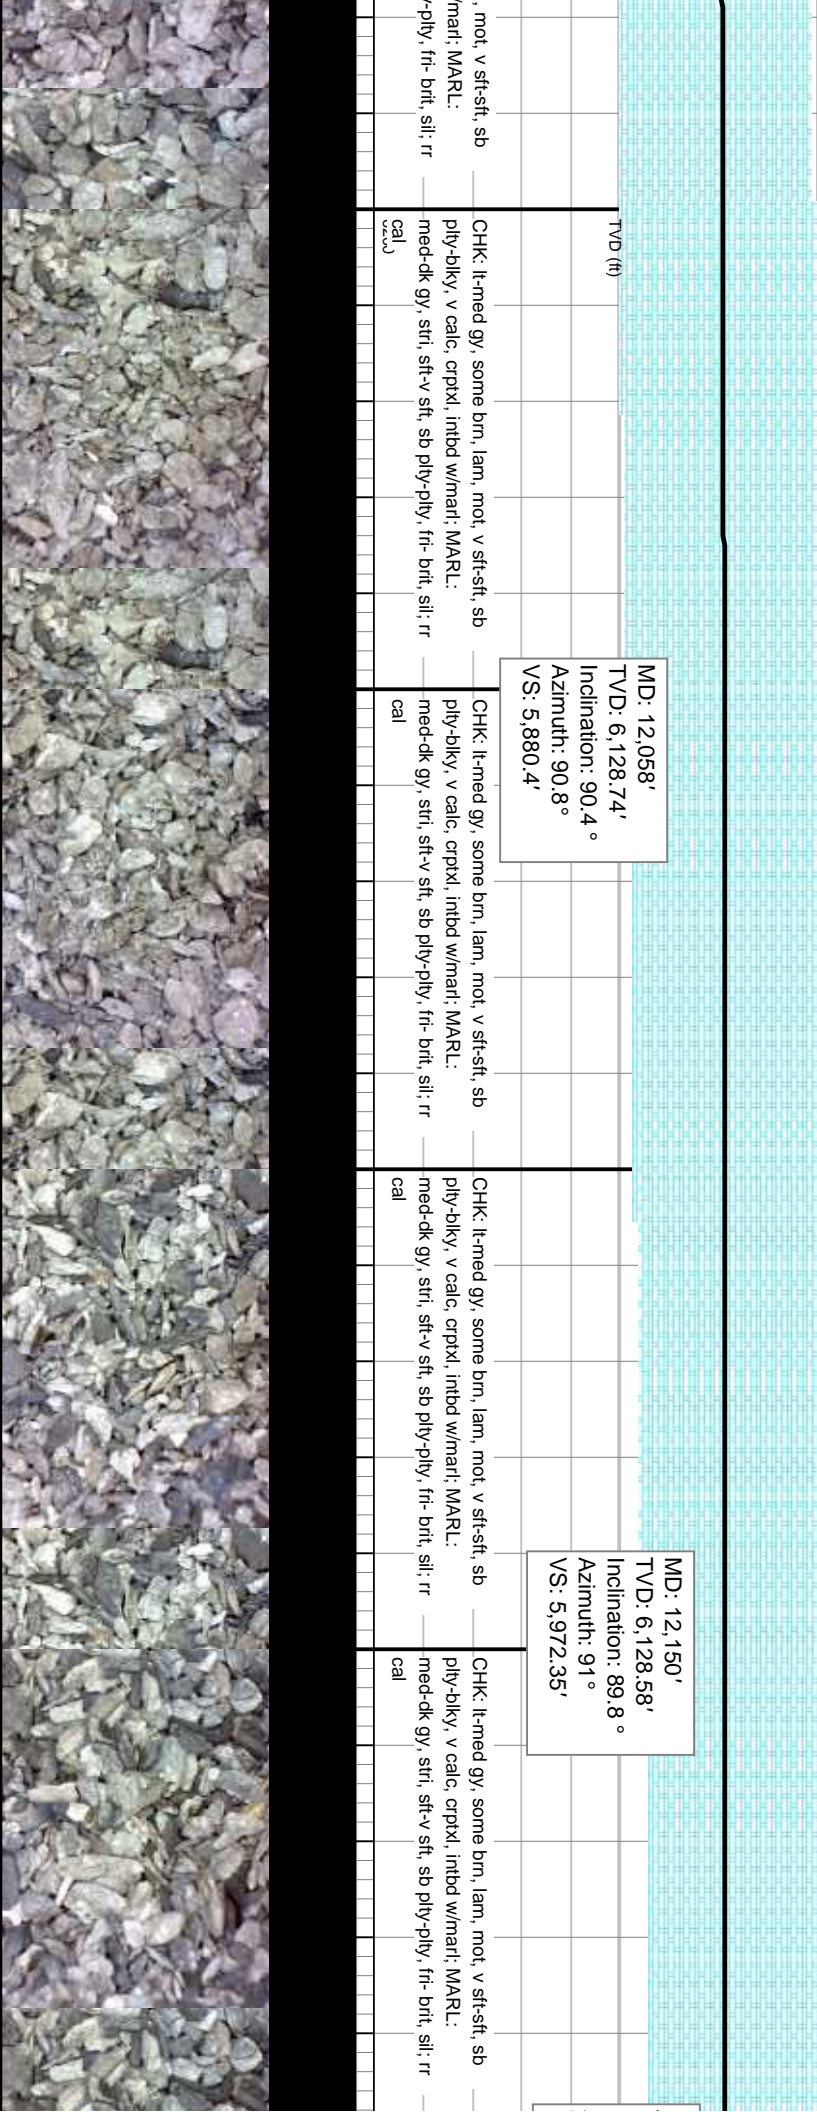 , mot, v sft-sft, sb
/marl; MARL:
-plty, fri- brit, sil; rr
TVD (ft)
CHK: lt-med gy, some brn, lam, mot, v sft-sft, sb
plty-blky, v calc, crptxl, intbd w/marl; MARL:
med-dk gy, stri, sft-v sft, sb plty-plty, fri- brit, sil; rr
cal
MD: 12,058'
TVD: 6,128.74'
Inclination: 90.4 °
Azimuth: 90.8°
VS: 5,880.4'
CHK: lt-med gy, some brn, lam, mot, v sft-sft, sb
plty-blky, v calc, crptxl, intbd w/marl; MARL:
med-dk gy, stri, sft-v sft, sb plty-plty, fri- brit, sil; rr
cal
CHK: lt-med gy, some brn, lam, mot, v sft-sft, sb
plty-blky, v calc, crptxl, intbd w/marl; MARL:
med-dk gy, stri, sft-v sft, sb plty-plty, fri- brit, sil; rr
cal
MD: 12,150'
TVD: 6,128.58'
Inclination: 89.8 °
Azimuth: 91°
VS: 5,972.35'
CHK: lt-med gy, some brn, lam, mot, v sft-sft, sb
plty-blky, v calc, crptxl, intbd w/marl; MARL:
med-dk gy, stri, sft-v sft, sb plty-plty, fri- brit, sil; rr
cal